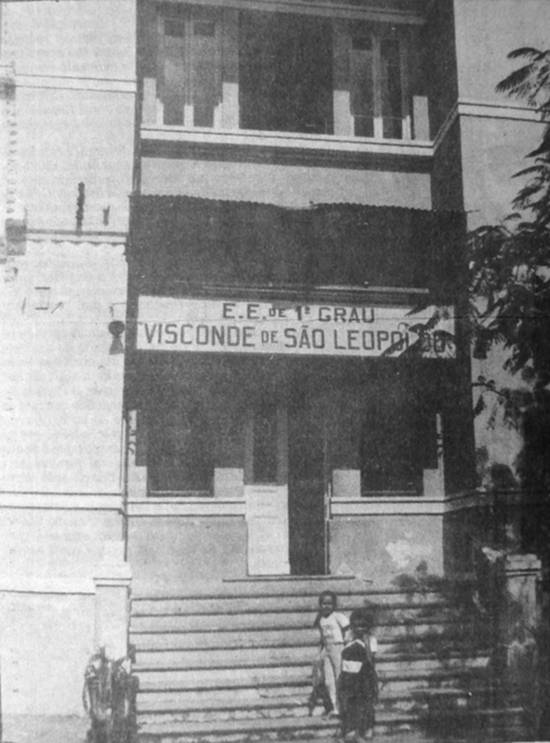 E.E. DE 1º GRAU
VISCONDE DE SÃO LEOPOLDO